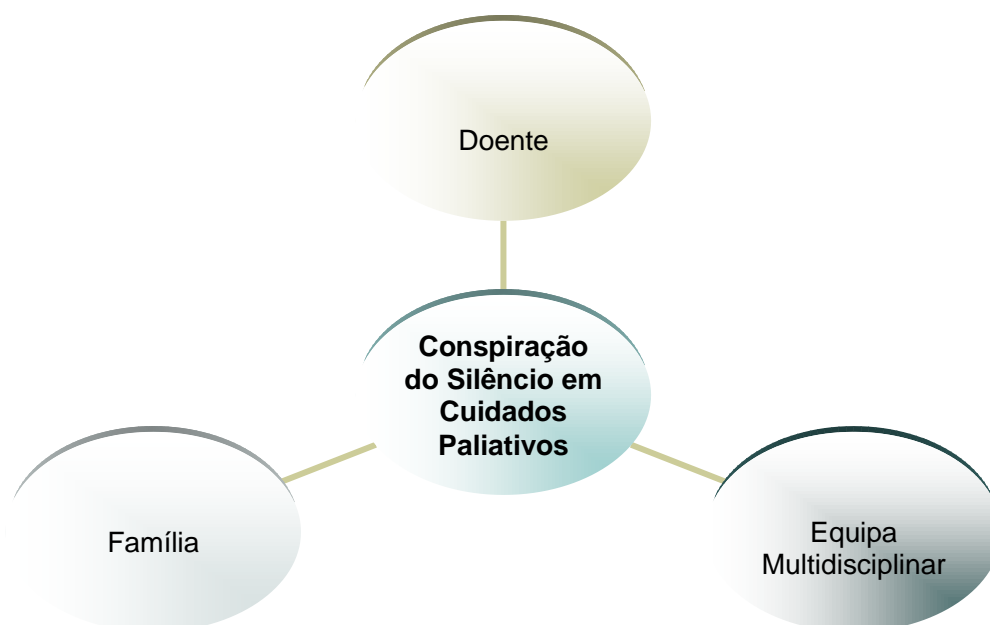 Doente
Conspiração
do Silêncio em
Cuidados
Paliativos
Família
Equipa
Multidisciplinar